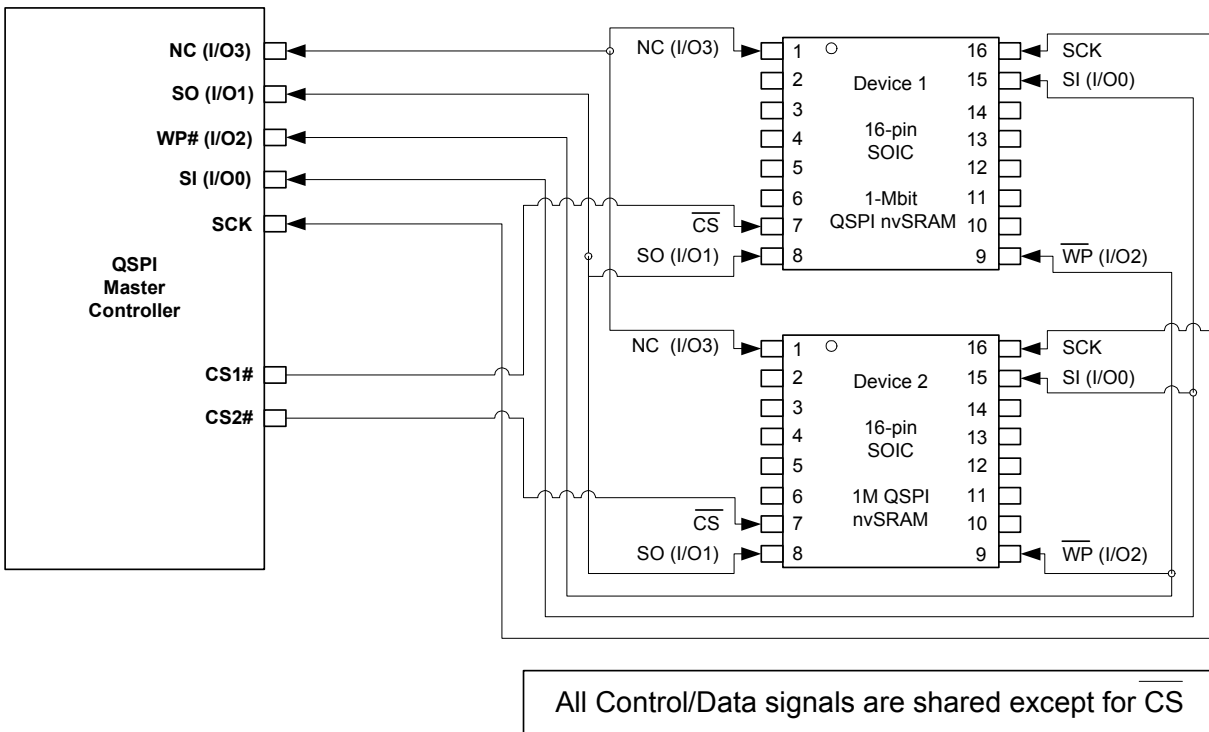 NC (I/O3)
SO (I/O1)
WP# (I/O2)
SI (I/O0)
SCK
QSPI
Master
Controller
CS1#
CS2#
NC (I/O3)
CS
SO (I/O1)
1
2
3
4
5
6
7
8
Device 1
16-pin
SOIC
1-Mbit
QSPI nvSRAM
16
15
14
13
12
11
10
9
SCK
SI (I/O0)
WP (I/O2)
NC (I/O3)
CS
SO (I/O1)
1
2
3
4
5
6
7
8
Device 2
16-pin
SOIC
1M QSPI
nvSRAM
16
15
14
13
12
11
10
9
SCK
SI (I/O0)
WP (I/O2)
All Control/Data signals are shared except for CS